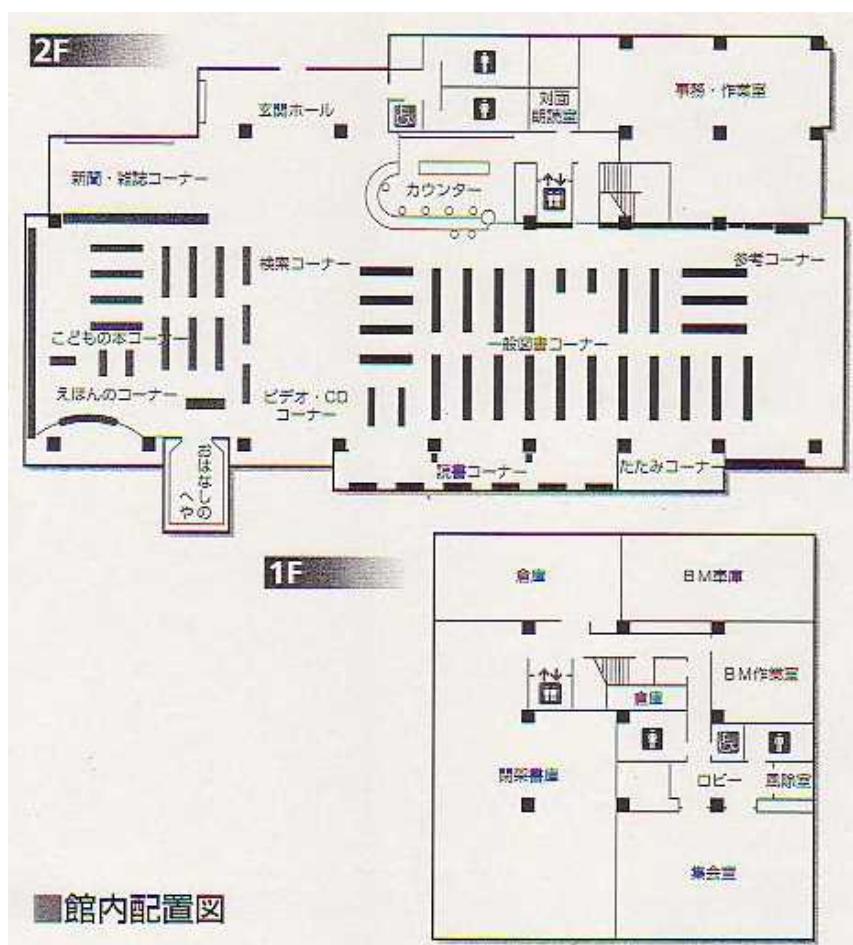 2F
玄関ホール
対面
朗読室
事務・作業室
新聞・雑誌コーナー
カウンター
検索コーナー
参考コーナー
こどもの本コーナー
一般図書コーナー
えほんのコーナー
ビデオ・CD
コーナー
おはなしの
へや
読書コーナー
たたみコーナー
1F
倉庫
BM車庫
BM作業室
倉庫
閉架書庫
ロビー
風除室
集会室
■館内配置図